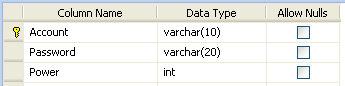 Column Name Data Type Allow Nulls
Account varchar(10)
Password varchar(20)
Power int